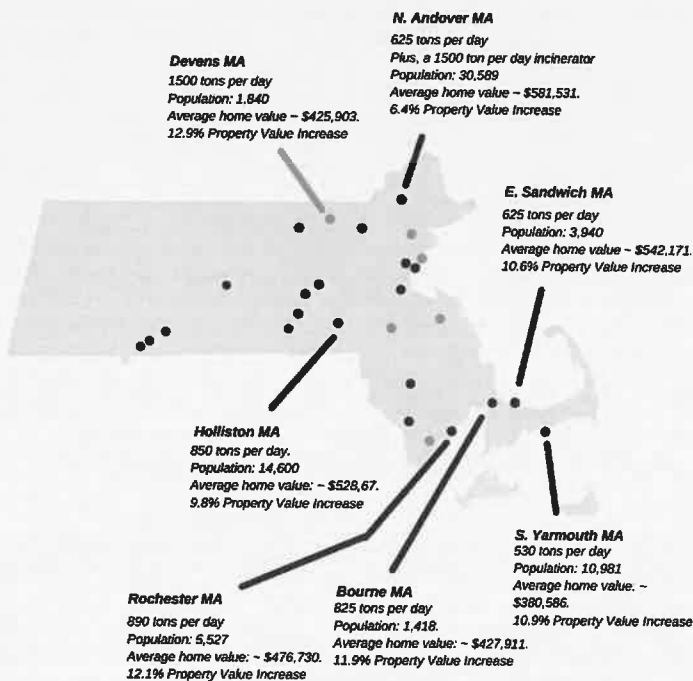 N. Andover MA
625 tons per day
Plus, a 1500 ton per day incinerator
Population: 30,589
Average home value ~ $581,531.
6.4% Property Value Increase
Devens MA
1500 tons per day
Population: 1.840
Average home value ~ $425,903.
12.9% Property Value Increase
E. Sandwich MA
625 tons per day
Population: 3,940
Average home value ~ $542,171.
10.6% Property Value Increase
Holliston MA
850 tons per day.
Population: 14,600
Average home value: ~ $528,67.
9.8% Property Value Increase
S. Yarmouth MA
530 tons per day
Population: 10,981
Average home value: ~
$380,586.
10.9% Property Value Increase
Rochester MA
890 tons per day
Population: 5,527
Average home value: ~ $476,730.
12.1% Property Value Increase
Bourne MA
825 tons per day
Population: 1,418.
Average home value: ~ $427,911.
11.9% Property Value Increase